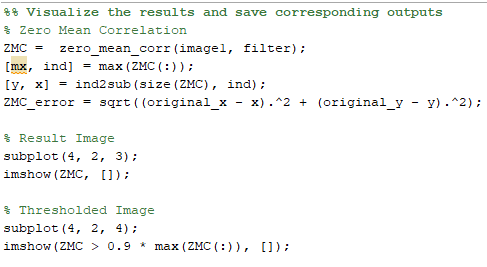 %% Visualize the results and save corresponding outputs
% Zero Mean Correlation
ZMC =  zero_mean_corr(image1, filter);
[mx, ind] = max(ZMC(:));
[y, x] = ind2sub(size(ZMC), ind);
ZMC_error = sqrt((original_x - x).^2 + (original_y - y).^2);
% Result Image
subplot(4, 2, 3);
imshow(ZMC, []);
% Thresholded Image
subplot(4, 2, 4);
imshow(ZMC > 0.9 * max(ZMC(:)), []);